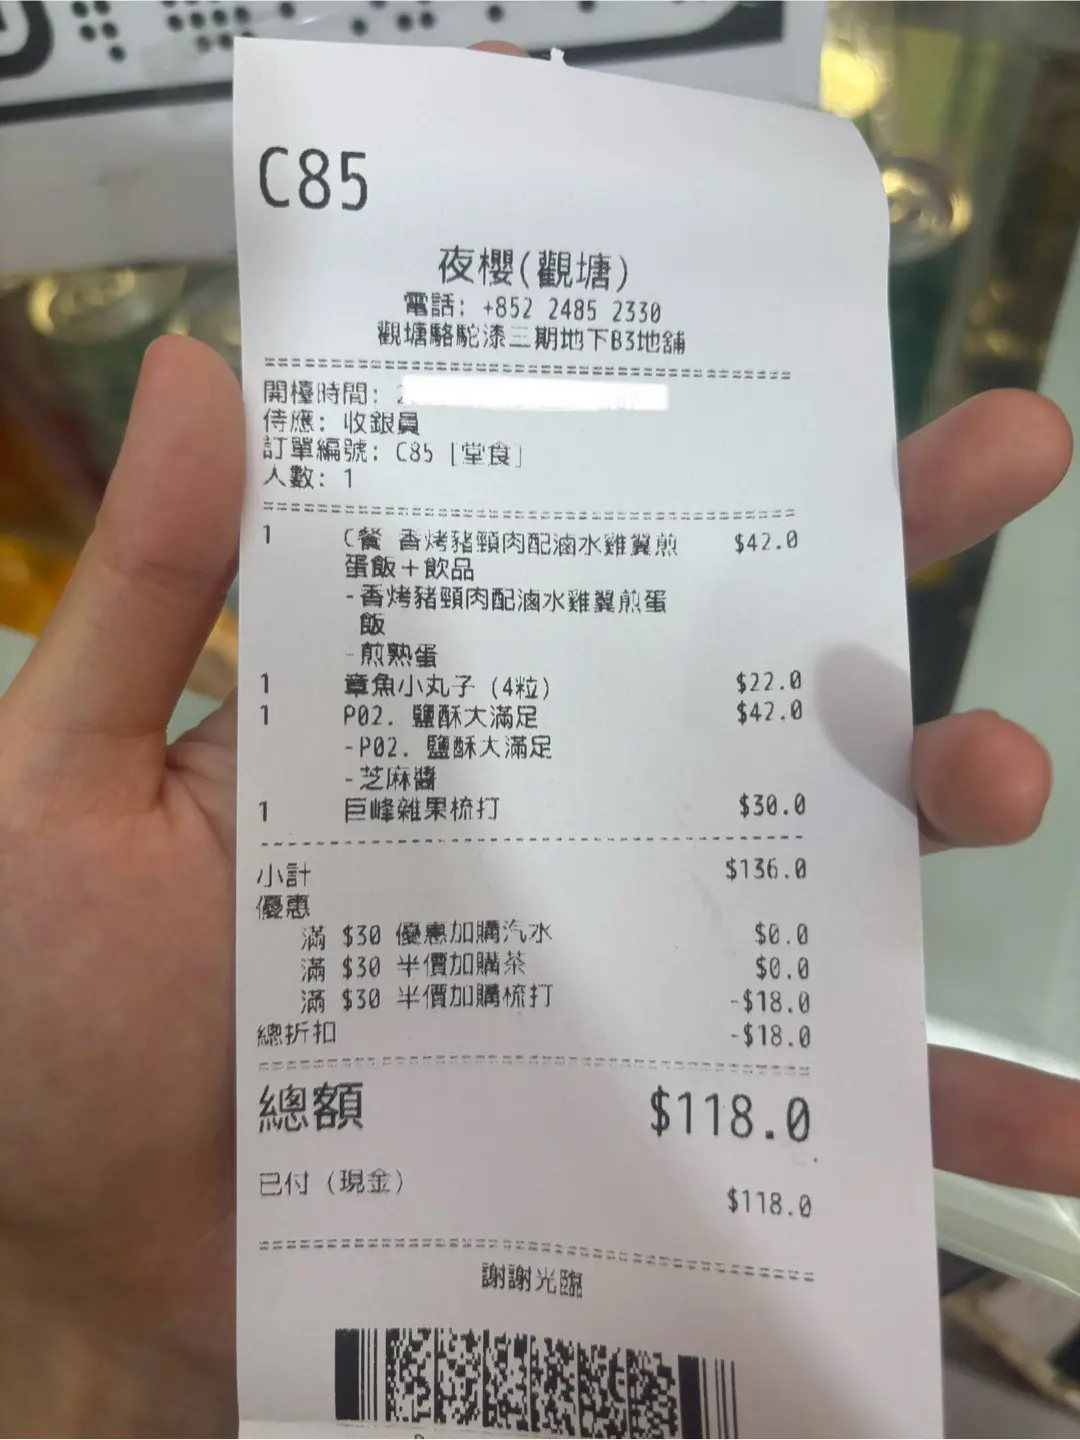 C85
夜櫻(觀塘)
電話: +852 2485 2330
觀塘駱駝漆三期地下B3地舖
開檯時間: 2
侍應: 收銀員
訂單編號: C85 [堂食]
人數: 1
1 C餐 香烤豬頸肉配滷水雞翼煎 $42.0
蛋飯+飲品
-香烤豬頸肉配滷水雞翼煎蛋
飯
-煎熟蛋
1 章魚小丸子 (4粒) $22.0
1 P02. 鹽酥大滿足 $42.0
-P02. 鹽酥大滿足
-芝麻醬
1 巨峰雜果梳打 $30.0
小計 $136.0
優惠
滿 $30 優惠加購汽水 $0.0
滿 $30 半價加購茶 $0.0
滿 $30 半價加購梳打 -$18.0
總折扣 -$18.0
總額 $118.0
已付 (現金) $118.0
謝謝光臨